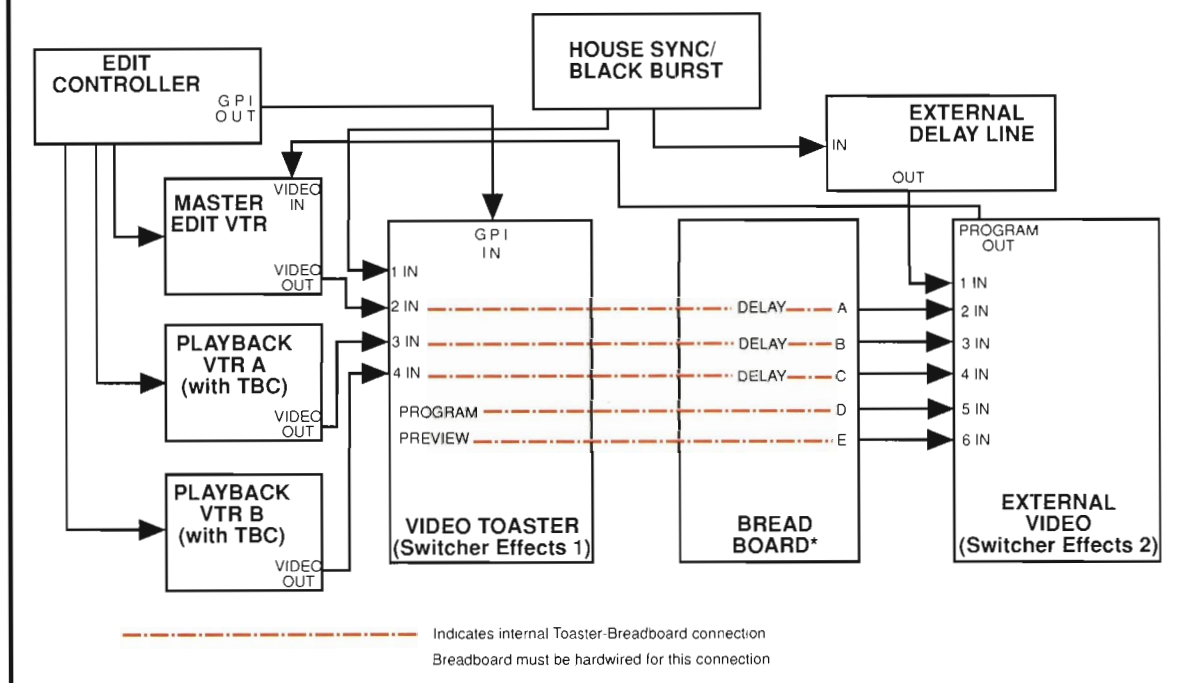 EDIT
CONTROLLER
GPI
OUT
HOUSE SYNC/
BLACK BURST
EXTERNAL
DELAY LINE
IN
OUT
MASTER
EDIT VTR
VIDEO
IN
VIDEO
OUT
PLAYBACK
VTR A
(with TBC)
VIDEO
OUT
PLAYBACK
VTR B
(with TBC)
VIDEO
OUT
GPI
IN
1 IN
2 IN
3 IN
4 IN
PROGRAM
PREVIEW
VIDEO TOASTER
(Switcher Effects 1)
DELAY A
DELAY B
DELAY C
D
E
BREAD
BOARD*
PROGRAM
OUT
1 IN
2 IN
3 IN
4 IN
5 IN
6 IN
EXTERNAL
VIDEO
(Switcher Effects 2)
Indicates internal Toaster-Breadboard connection
Breadboard must be hardwired for this connection